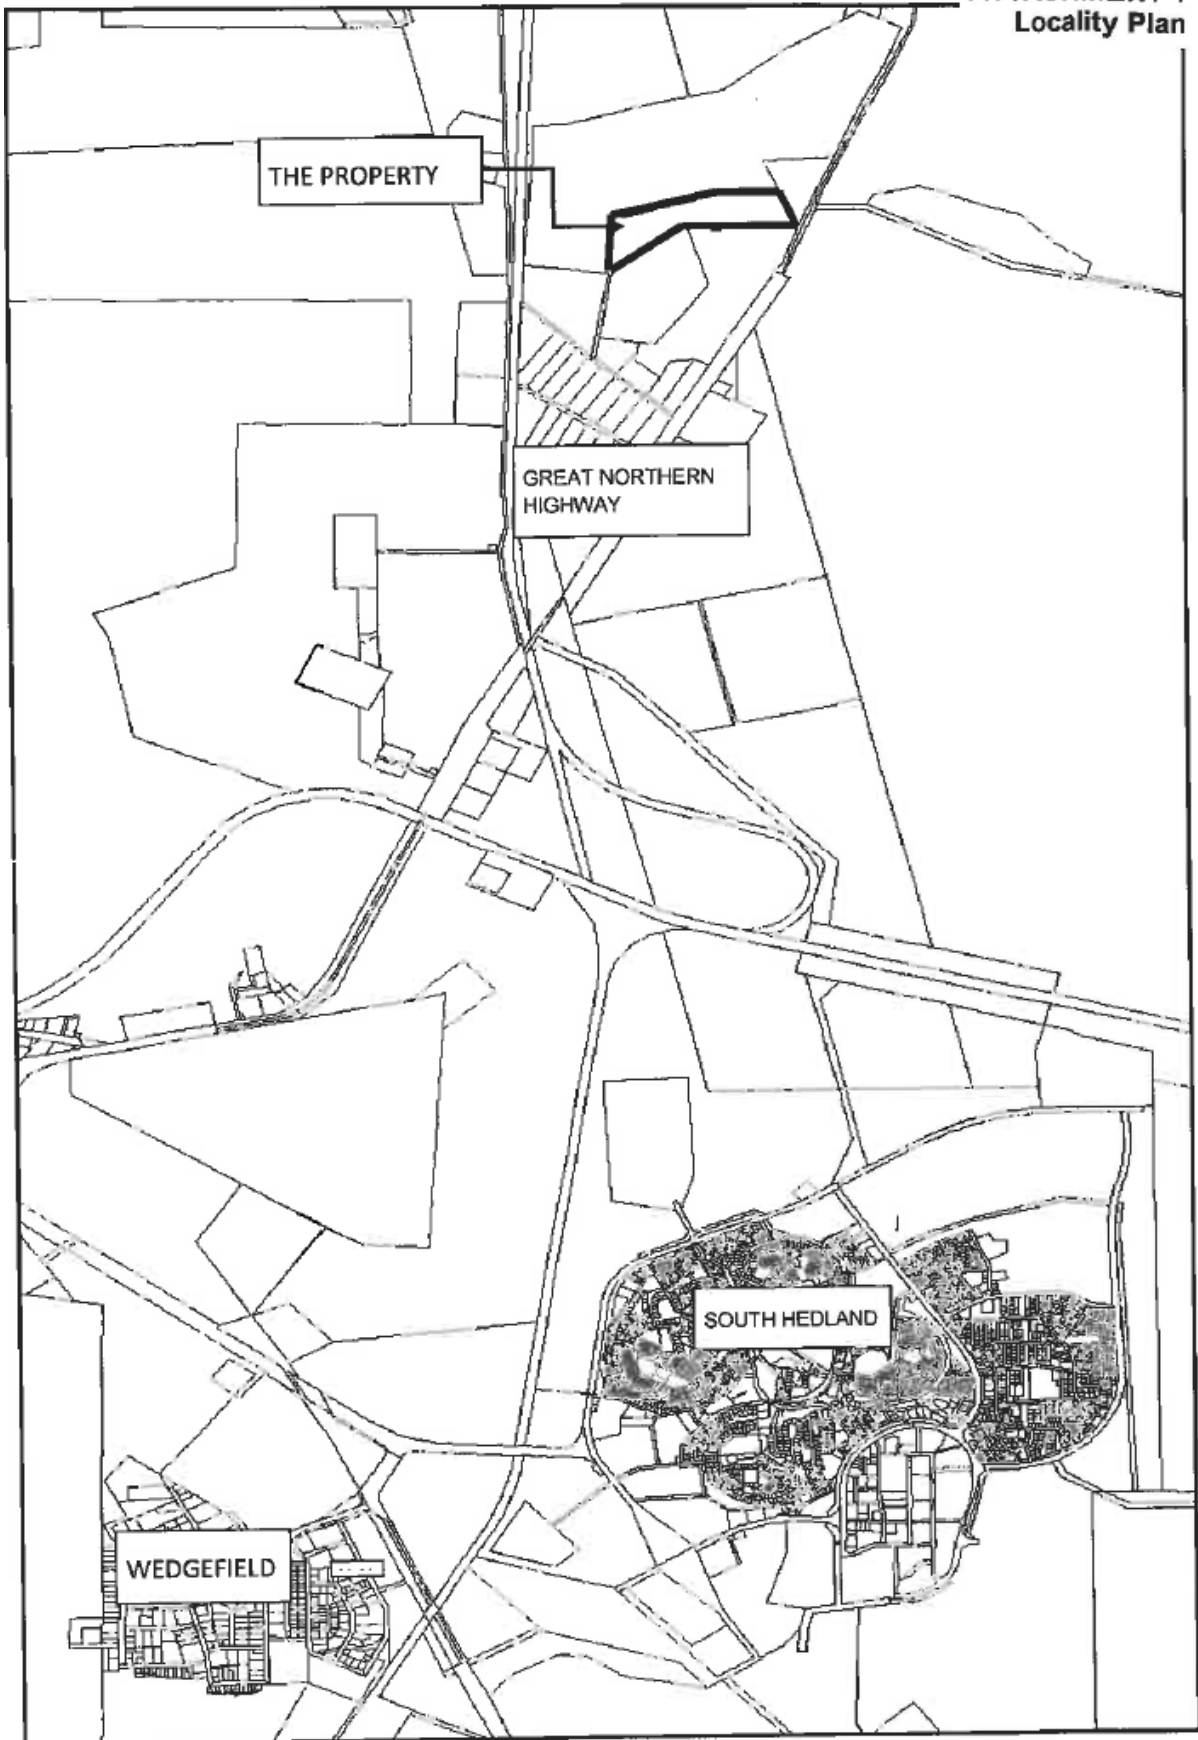 Locality Plan
THE PROPERTY
GREAT NORTHERN
HIGHWAY
SOUTH HEDLAND
WEDGEFIELD